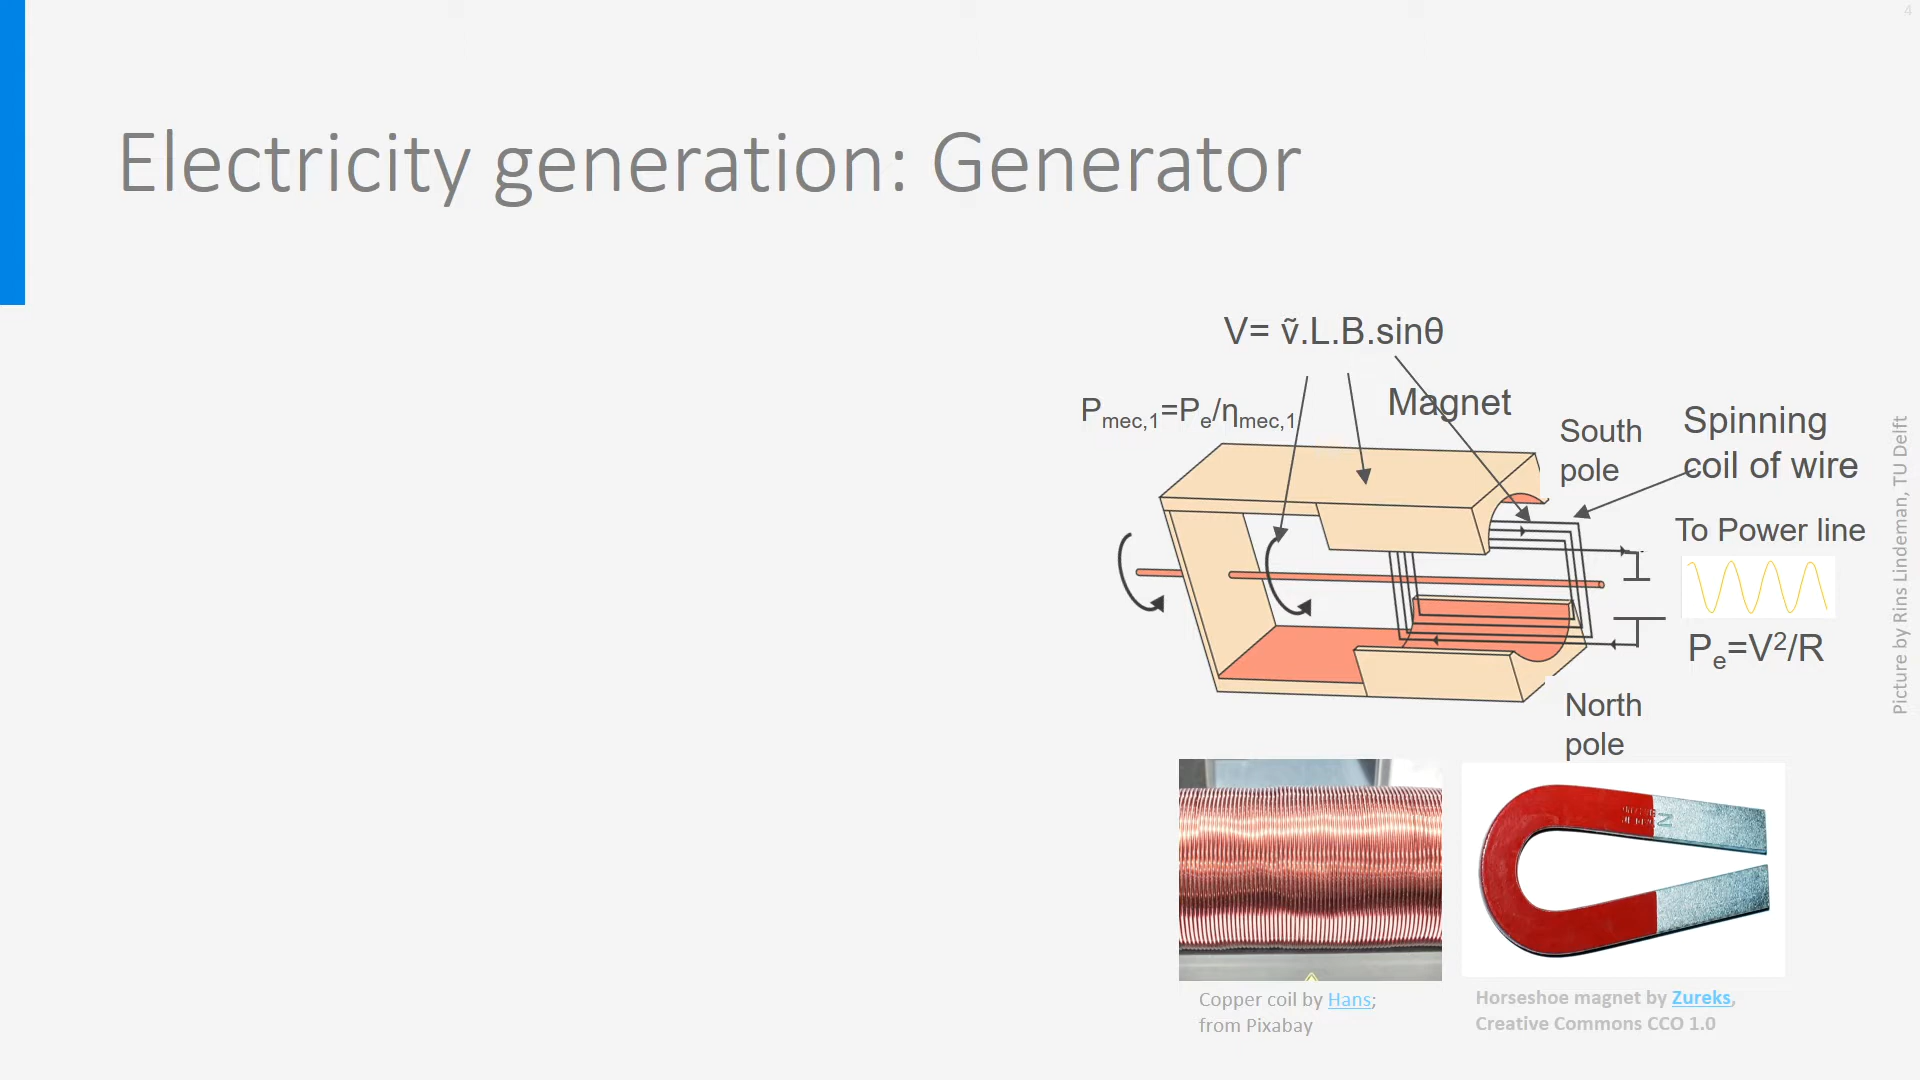 4
Electricity generation: Generator
V= ṽ.L.B.sinθ
Magnet
Pmec,1=Pe/ηmec,1
South
pole
Spinning
coil of wire
To Power line
Pe=V²/R
North
pole
Picture by Rins Lindeman, TU Delft
N
Copper coil by Hans;
from Pixabay
Horseshoe magnet by Zureks,
Creative Commons CCO 1.0